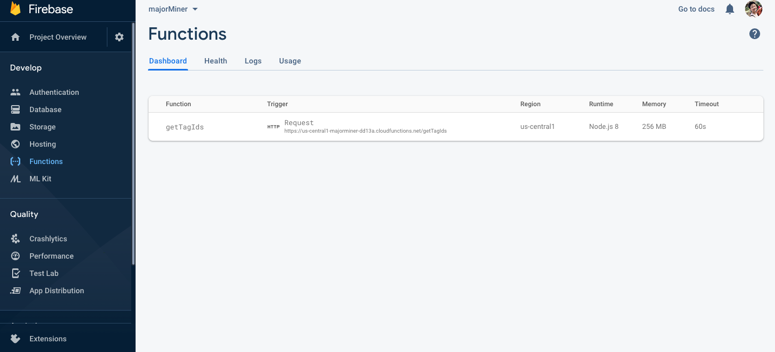 Firebase
majorMiner
Go to docs
Project Overview
Functions
Develop
Dashboard Health Logs Usage
Authentication
Database
Storage
Hosting
Functions
ML Kit
Function Trigger Region Runtime Memory Timeout
getTagIds HTTP Request us-central1 Node.js 8 256 MB 60s
https://us-central1-majorminer-dd13a.cloudfunctions.net/getTagIds
Quality
Crashlytics
Performance
Test Lab
App Distribution
Extensions